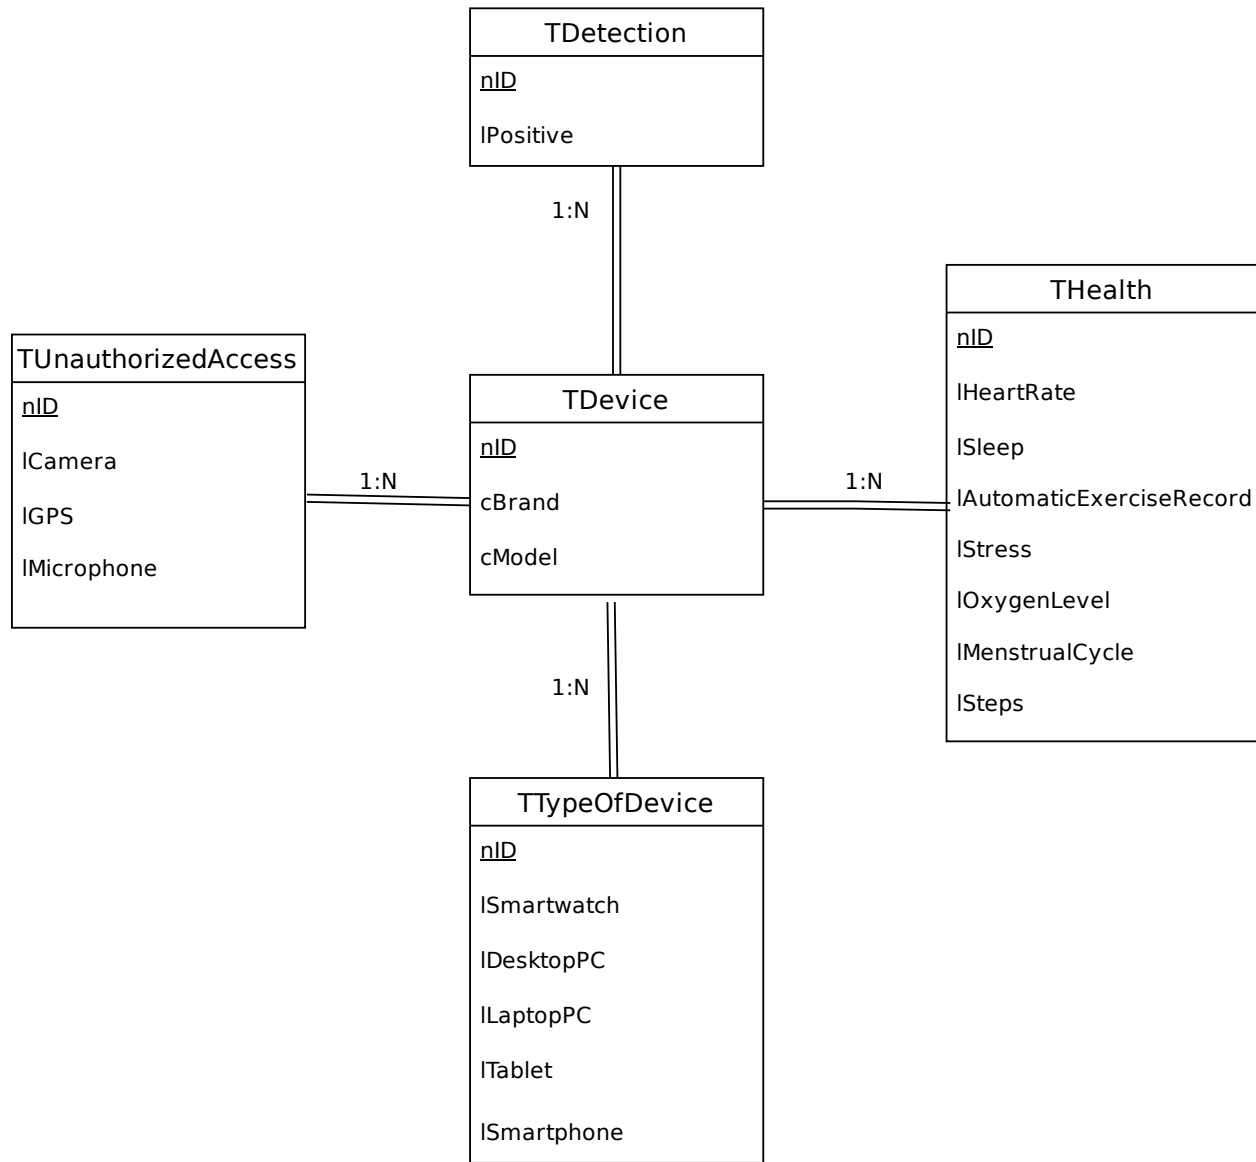 TDetection
nID
lPositive
1:N
THealth
nID
lHeartRate
lSleep
lAutomaticExerciseRecord
lStress
lOxygenLevel
lMenstrualCycle
lSteps
TUnauthorizedAccess
nID
lCamera
lGPS
lMicrophone
1:N
TDevice
nID
cBrand
cModel
1:N
1:N
TTypeOfDevice
nID
lSmartwatch
lDesktopPC
lLaptopPC
lTablet
lSmartphone